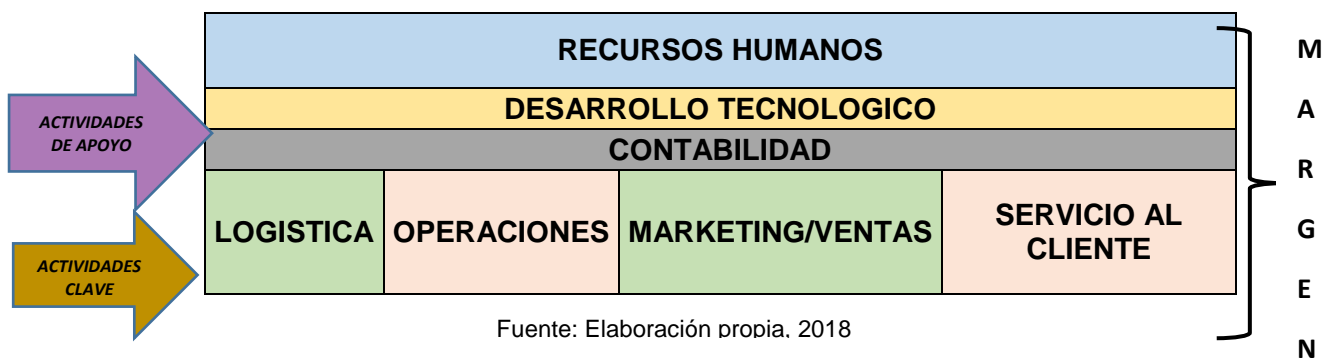 RECURSOS HUMANOS
DESARROLLO TECNOLOGICO
CONTABILIDAD
ACTIVIDADES
DE APOYO
LOGISTICA
OPERACIONES
MARKETING/VENTAS
SERVICIO AL
CLIENTE
ACTIVIDADES
CLAVE
M
A
R
G
E
N
Fuente: Elaboración propia, 2018